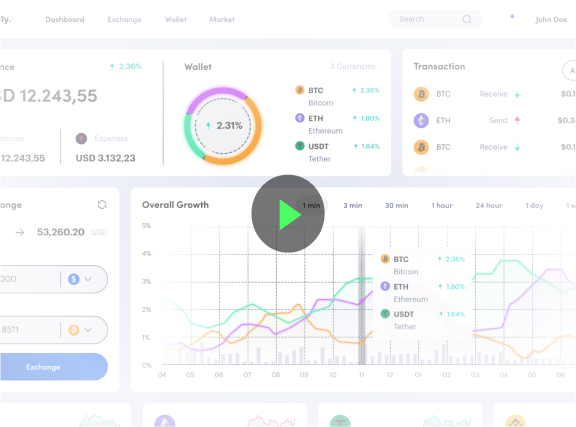 ly.
Dashboard
Exchange
Wallet
Market
Search
John Doe
nce
2.36%
D 12.243,55
ncome
12.243,55
Expenses
USD 3.132,23
Wallet
3 Currencies
2.31%
BTC 2.36%
Bitcoin
ETH 1.80%
Ethereum
USDT 1.64%
Tether
Transaction
A
BTC Receive $0.
ETH Send $0.3
BTC Receive $0.
ange
53,260.20 USD
000
.8511
Exchange
Overall Growth
1 min
3 min
30 min
1 hour
24 hour
1 day
1 w
5%
4%
3%
2%
1%
0%
04 05 06 07 08 09 10 11 12 01 02 03 04 05 06
BTC 2.36%
Bitcoin
ETH 1.80%
Ethereum
USDT 1.64%
Tether